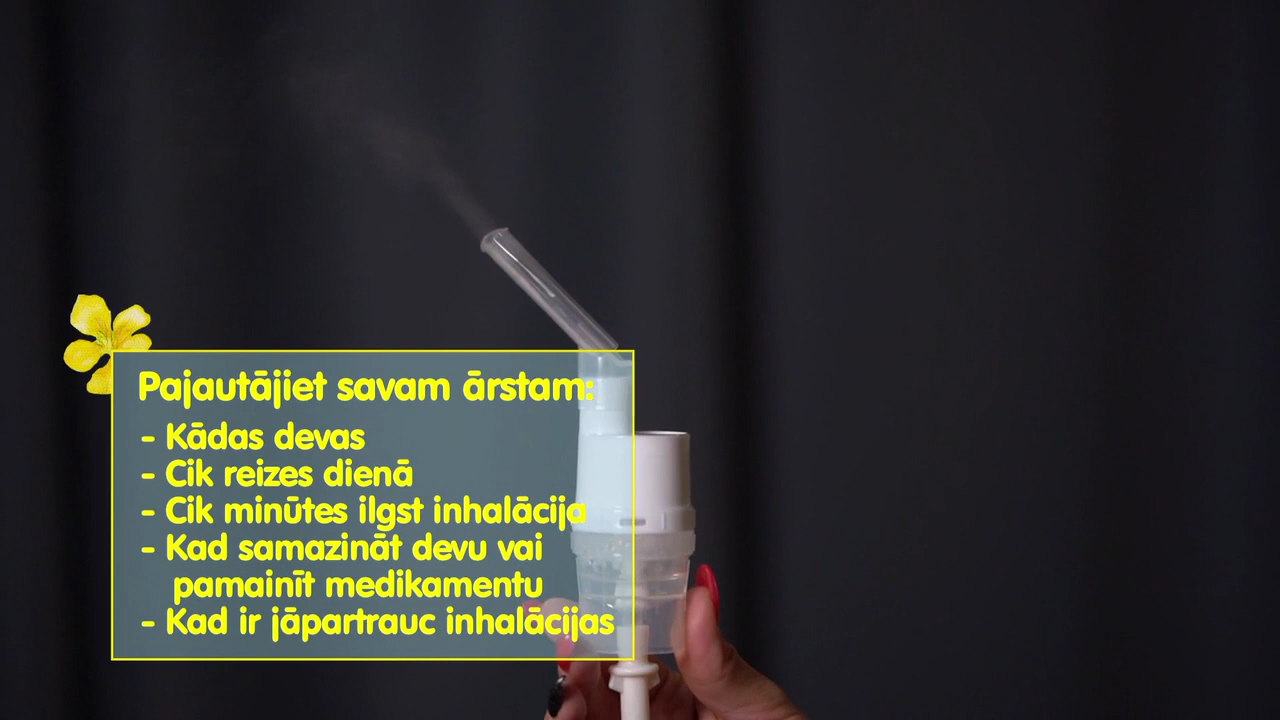 Pajautājiet savam ārstam:
- Kādas devas
- Cik reizes dienā
- Cik minūtes ilgst inhalācija
- Kad samazināt devu vai
pamainīt medikamentu
- Kad ir jāpartrauc inhalācijas